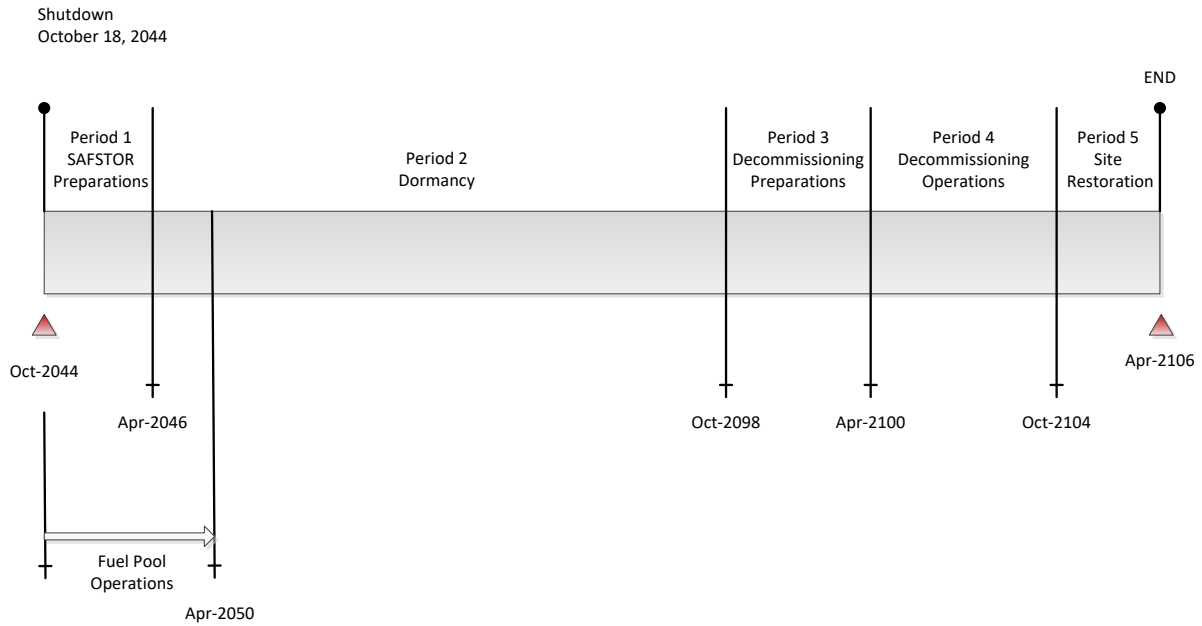 Shutdown
October 18, 2044
END
Period 1
SAFSTOR
Preparations
Period 2
Dormancy
Period 3
Decommissioning
Preparations
Period 4
Decommissioning
Operations
Period 5
Site
Restoration
Oct-2044
Apr-2046
Oct-2098
Apr-2100
Oct-2104
Apr-2106
Fuel Pool
Operations
Apr-2050